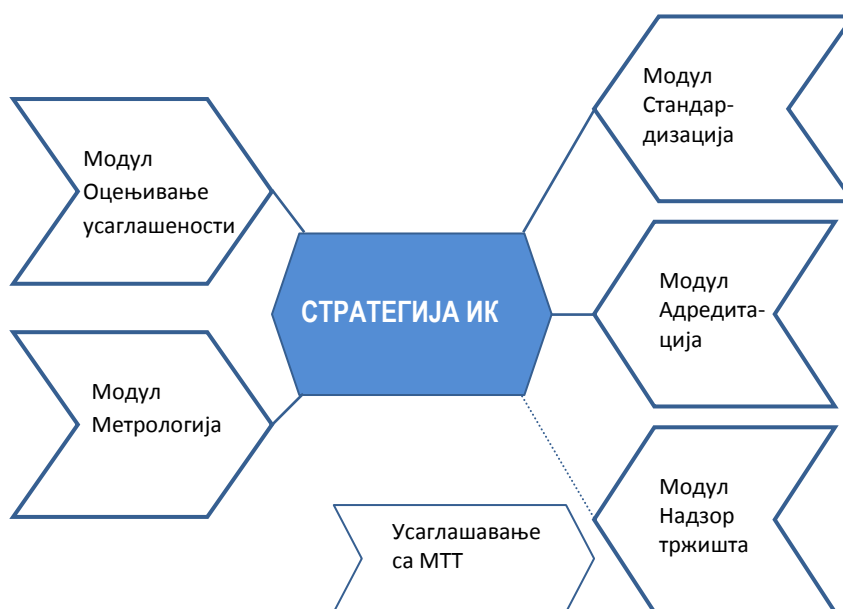 Модул
Оцењивање
усаглашености
Модул
Метрологија
СТРАТЕГИЈА ИК
Модул
Стандар-
дизација
Модул
Адредита-
ција
Модул
Надзор
тржишта
Усаглашавање
са МТТ